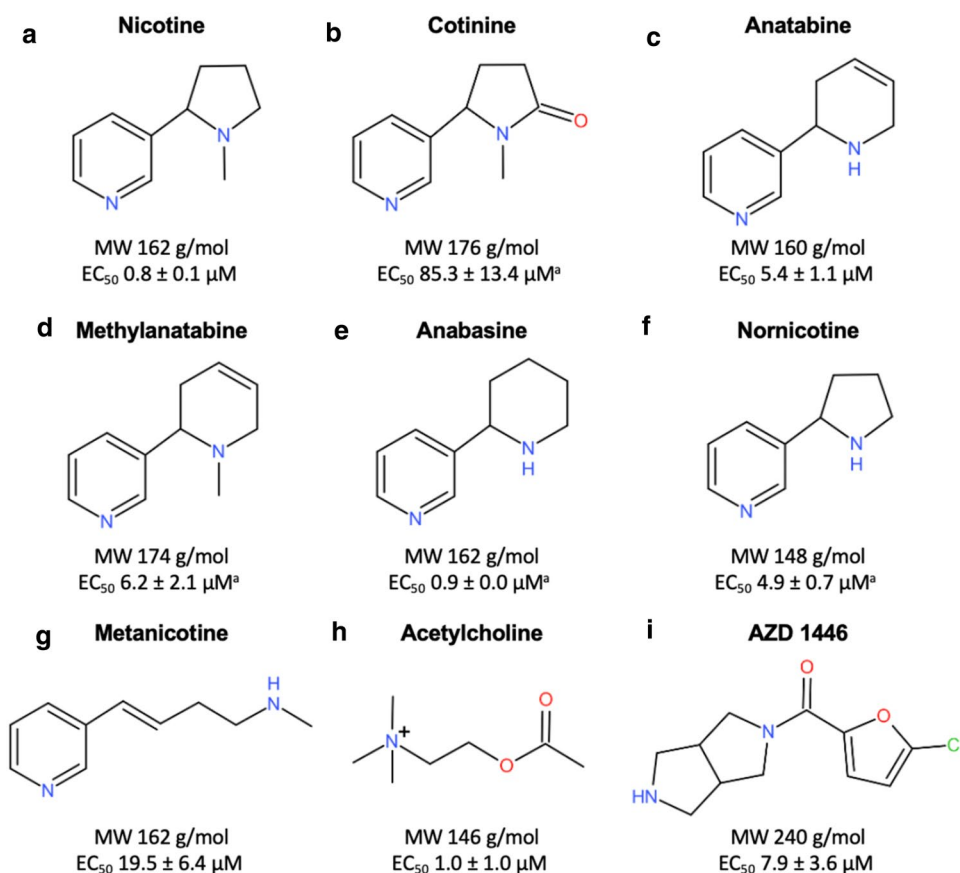 a Nicotine
b Cotinine
c Anatabine
N
N
N
O
N
N
H
N
MW 162 g/mol
EC₅₀ 0.8 ± 0.1 µM
MW 176 g/mol
EC₅₀ 85.3 ± 13.4 µMᵃ
MW 160 g/mol
EC₅₀ 5.4 ± 1.1 µM
d Methylanatabine
e Anabasine
f Nornicotine
N
N
N
H
N
N
H
N
MW 174 g/mol
EC₅₀ 6.2 ± 2.1 µMᵃ
MW 162 g/mol
EC₅₀ 0.9 ± 0.0 µMᵃ
MW 148 g/mol
EC₅₀ 4.9 ± 0.7 µMᵃ
g Metanicotine
h Acetylcholine
i AZD 1446
H
N
N
N+
O
O
O
N
O
C
HN
MW 162 g/mol
EC₅₀ 19.5 ± 6.4 µM
MW 146 g/mol
EC₅₀ 1.0 ± 1.0 µM
MW 240 g/mol
EC₅₀ 7.9 ± 3.6 µM